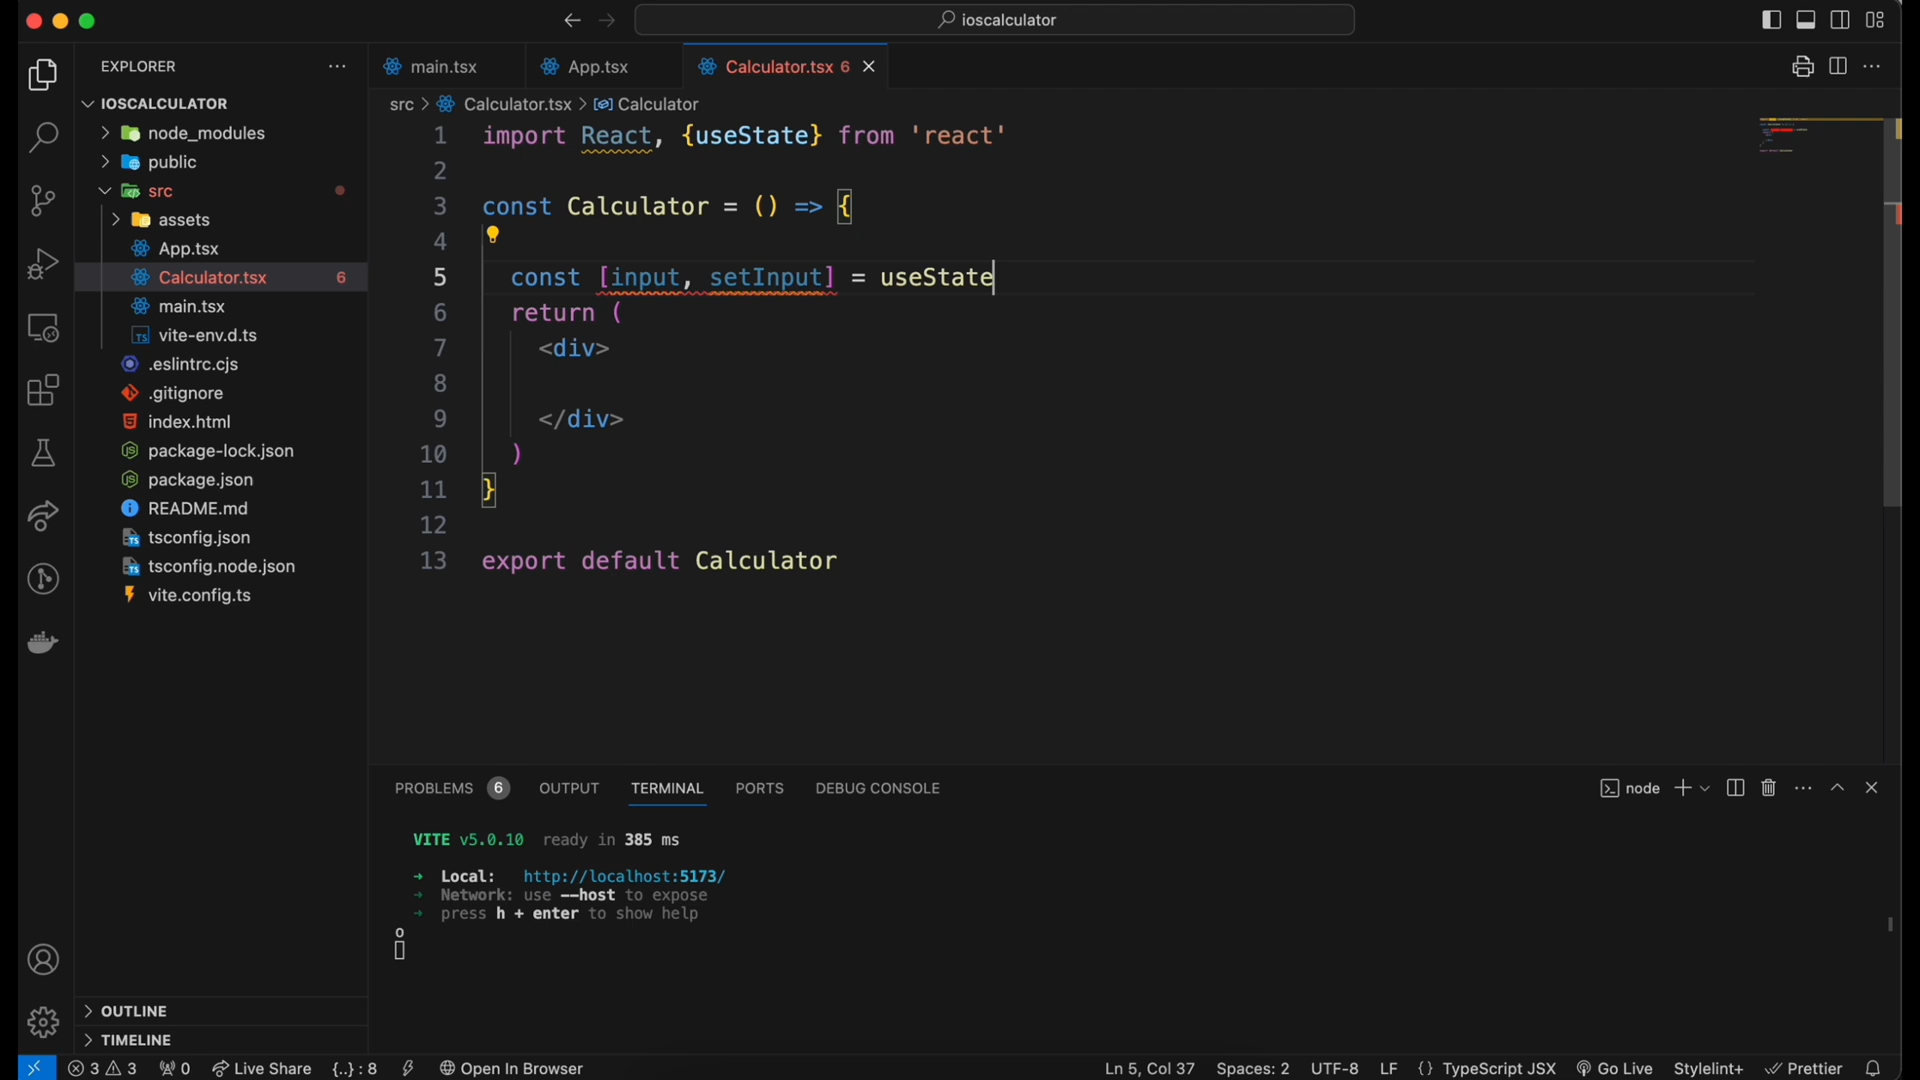 ioscalculator
EXPLORER
main.tsx
App.tsx
Calculator.tsx 6
IOSCALCULATOR
node_modules
public
src
assets
App.tsx
Calculator.tsx 6
main.tsx
vite-env.d.ts
.eslintrc.cjs
.gitignore
index.html
package-lock.json
package.json
README.md
tsconfig.json
tsconfig.node.json
vite.config.ts
OUTLINE
TIMELINE
src > Calculator.tsx > Calculator
1 import React, {useState} from 'react'
2
3 const Calculator = () => {
4
5 const [input, setInput] = useState
6 return (
7 <div>
8
9 </div>
10 )
11 }
12
13 export default Calculator
PROBLEMS 6 OUTPUT TERMINAL PORTS DEBUG CONSOLE
node
VITE v5.0.10 ready in 385 ms
➜ Local: http://localhost:5173/
➜ Network: use --host to expose
➜ press h + enter to show help
o
3 3 0 Live Share {..} : 8 Open In Browser
Ln 5, Col 37 Spaces: 2 UTF-8 LF {} TypeScript JSX Go Live Stylelint+ Prettier